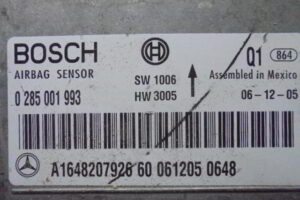 BOSCH Q1 864
AIRBAG SENSOR SW 1006 Assembled in Mexico
0 285 001 993 HW 3005 06-12-05
A1648207926 60 061205 0648